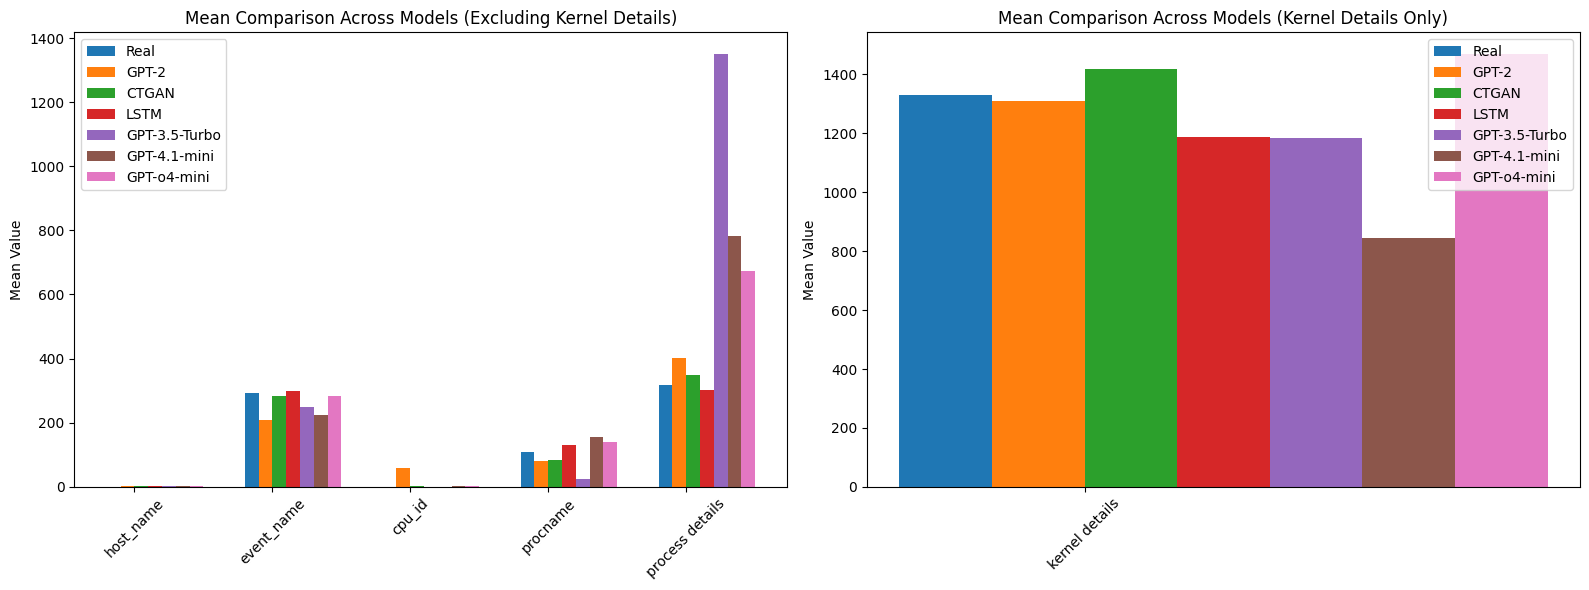 Mean Comparison Across Models (Excluding Kernel Details)
Mean Value
1400
1200
1000
800
600
400
200
0
Real
GPT-2
CTGAN
LSTM
GPT-3.5-Turbo
GPT-4.1-mini
GPT-o4-mini
host_name
event_name
cpu_id
procname
process details
Mean Comparison Across Models (Kernel Details Only)
Mean Value
1400
1200
1000
800
600
400
200
0
Real
GPT-2
CTGAN
LSTM
GPT-3.5-Turbo
GPT-4.1-mini
GPT-o4-mini
kernel details